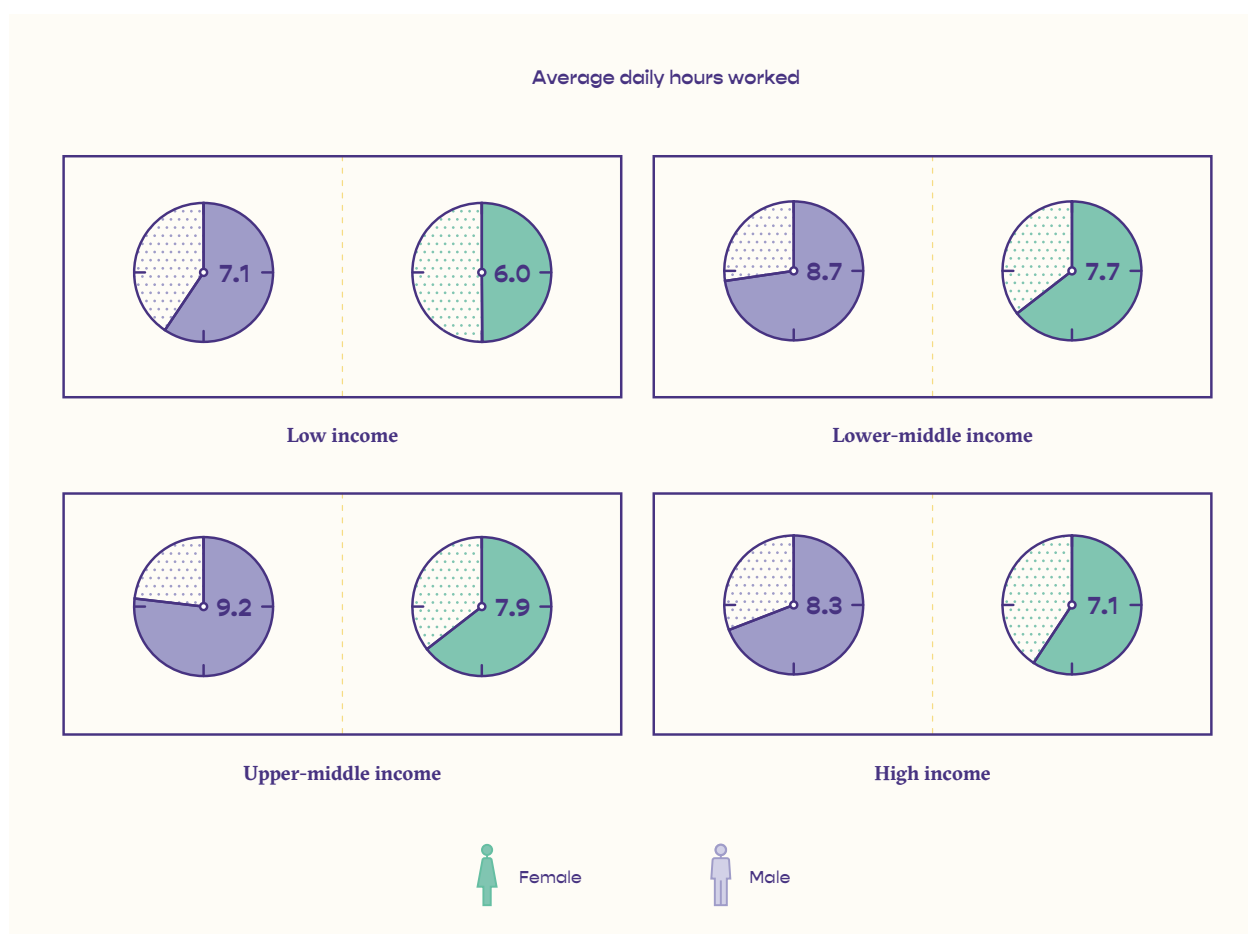 Average daily hours worked
7.1
6.0
8.7
7.7
Low income
Lower-middle income
9.2
7.9
8.3
7.1
Upper-middle income
High income
Female
Male